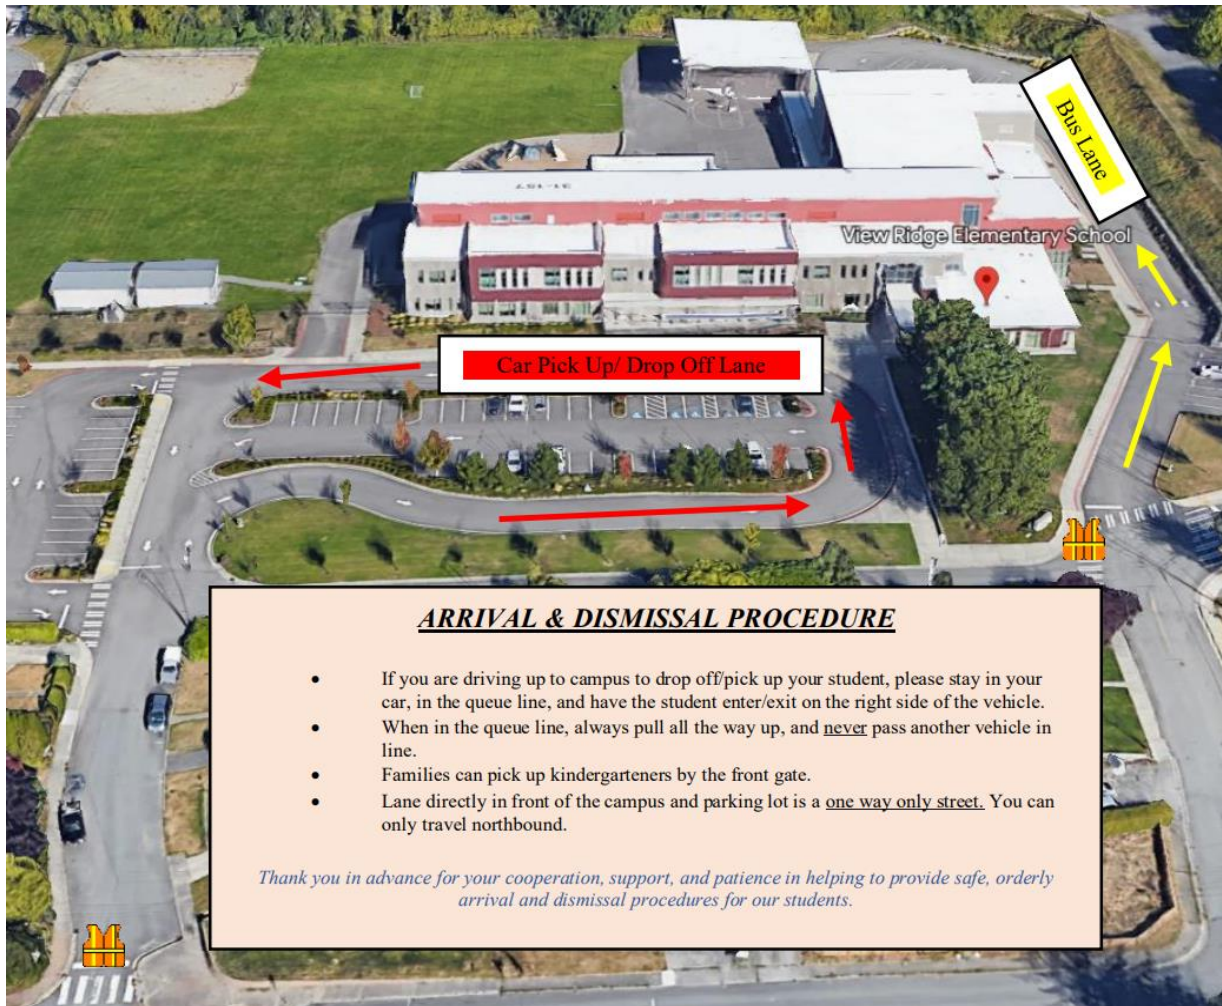 31-157
Bus Lane
View Ridge Elementary School
Car Pick Up/ Drop Off Lane
ARRIVAL & DISMISSAL PROCEDURE
• If you are driving up to campus to drop off/pick up your student, please stay in your
car, in the queue line, and have the student enter/exit on the right side of the vehicle.
• When in the queue line, always pull all the way up, and never pass another vehicle in
line.
• Families can pick up kindergarteners by the front gate.
• Lane directly in front of the campus and parking lot is a one way only street. You can
only travel northbound.
Thank you in advance for your cooperation, support, and patience in helping to provide safe, orderly
arrival and dismissal procedures for our students.